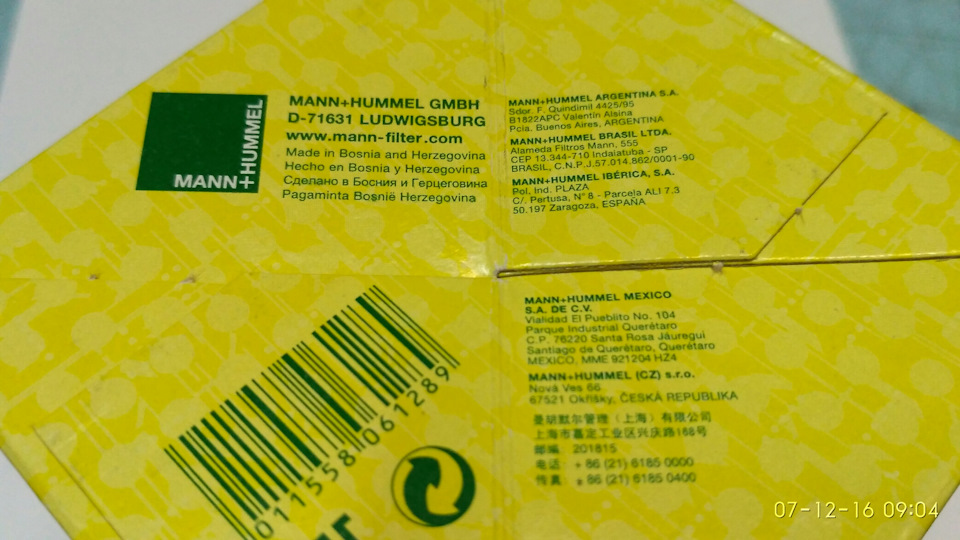 MANN+HUMMEL
MANN+HUMMEL GMBH
D-71631 LUDWIGSBURG
www.mann-filter.com
Made in Bosnia and Herzegovina
Hecho en Bosnia y Herzegovina
Сделано в Босния и Герцеговина
Pagaminta Bosnië Herzegovina
MANN+HUMMEL ARGENTINA S.A.
Sdor. F. Quindimil 4425/95
B1822APC Valentín Alsina
Pcia. Buenos Aires, ARGENTINA
MANN+HUMMEL BRASIL LTDA.
Alameda Filtros Mann, 555
CEP 13.344-710 Indaiatuba - SP
BRASIL, C.N.P.J.57.014.862/0001-90
MANN+HUMMEL IBÉRICA, S.A.
Pol. Ind. PLAZA
C/. Pertusa, N° 8 - Parcela ALI 7.3
50.197 Zaragoza, ESPAÑA
011558061289
MANN+HUMMEL MEXICO
S.A. DE C.V.
Vialidad El Pueblito No. 104
Parque Industrial Querétaro
C.P. 76220 Santa Rosa Jáuregui
Santiago de Querétaro, Querétaro
MEXICO, MME 921204 HZ4
MANN+HUMMEL (CZ) s.r.o.
Nová Ves 66
67521 Okříšky, ČESKÁ REPUBLIKA
曼胡默尔管理（上海）有限公司
上海市嘉定工业区兴庆路168号
邮编: 201815
电话: + 86 (21) 6185 0000
传真: + 86 (21) 6185 0400
07-12-16 09:04